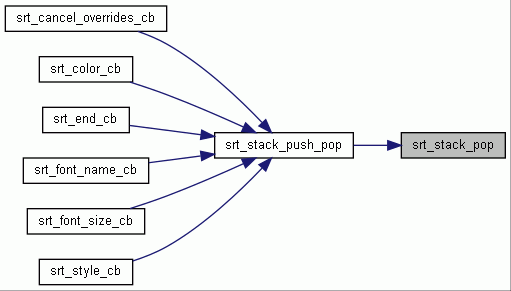 srt_cancel_overrides_cb
srt_color_cb
srt_end_cb
srt_stack_push_pop
srt_stack_pop
srt_font_name_cb
srt_font_size_cb
srt_style_cb